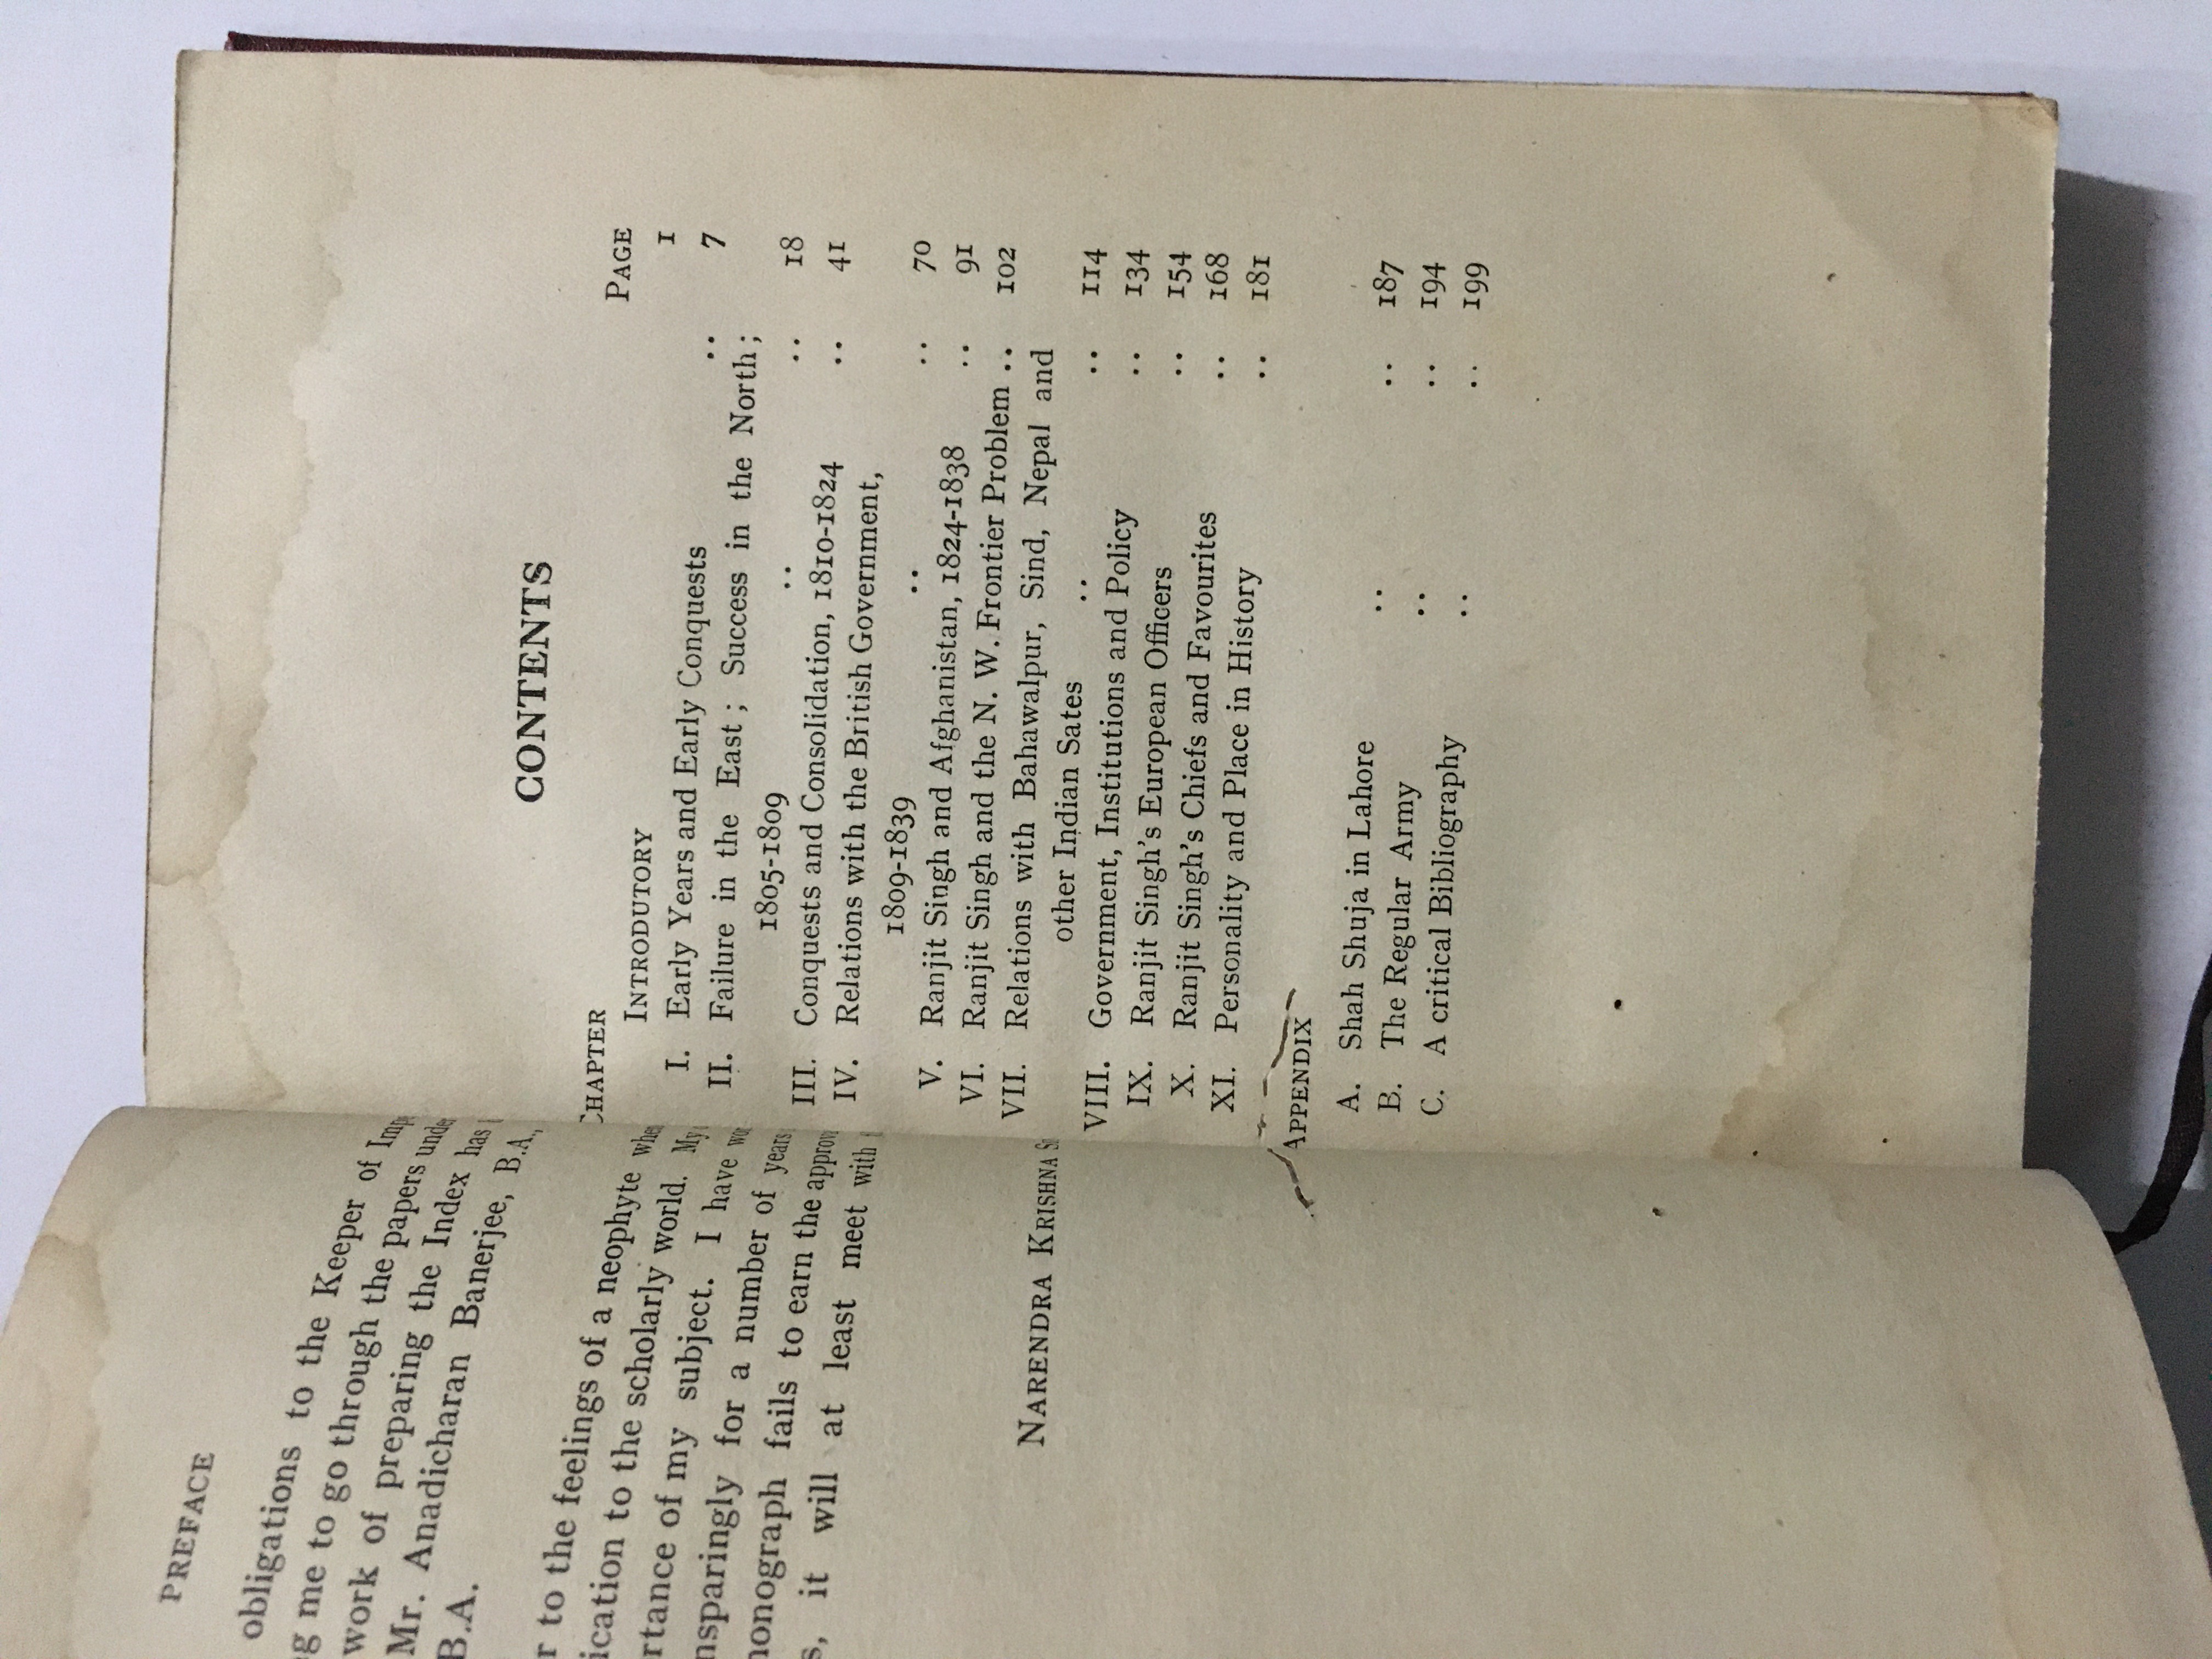 PREFACE
obligations to the Keeper of
me to go through the papers
work of preparing the Index has
Mr. Anadicharan Banerjee, B.A.,
B.A.
to the feelings of a neophyte
to the scholarly world. My
of my subject. I have
for a number of years
monograph fails to earn the
it will at least meet with
NARENDRA KRISHNA
CONTENTS
CHAPTER PAGE
INTRODUTORY 1
I. Early Years and Early Conquests .. 7
II. Failure in the East; Success in the North;
1805-1809 .. .. 18
III. Conquests and Consolidation, 1810-1824 .. 41
IV. Relations with the British Government,
1809-1839 .. .. 70
V. Ranjit Singh and Afghanistan, 1824-1838 .. 91
VI. Ranjit Singh and the N. W. Frontier Problem .. 102
VII. Relations with Bahawalpur, Sind, Nepal and
other Indian Sates .. .. 114
VIII. Government, Institutions and Policy .. 134
IX. Ranjit Singh's European Officers .. 154
X. Ranjit Singh's Chiefs and Favourites .. 168
XI. Personality and Place in History .. 181
APPENDIX
A. Shah Shuja in Lahore .. .. 187
B. The Regular Army .. .. 194
C. A critical Bibliography .. .. 199